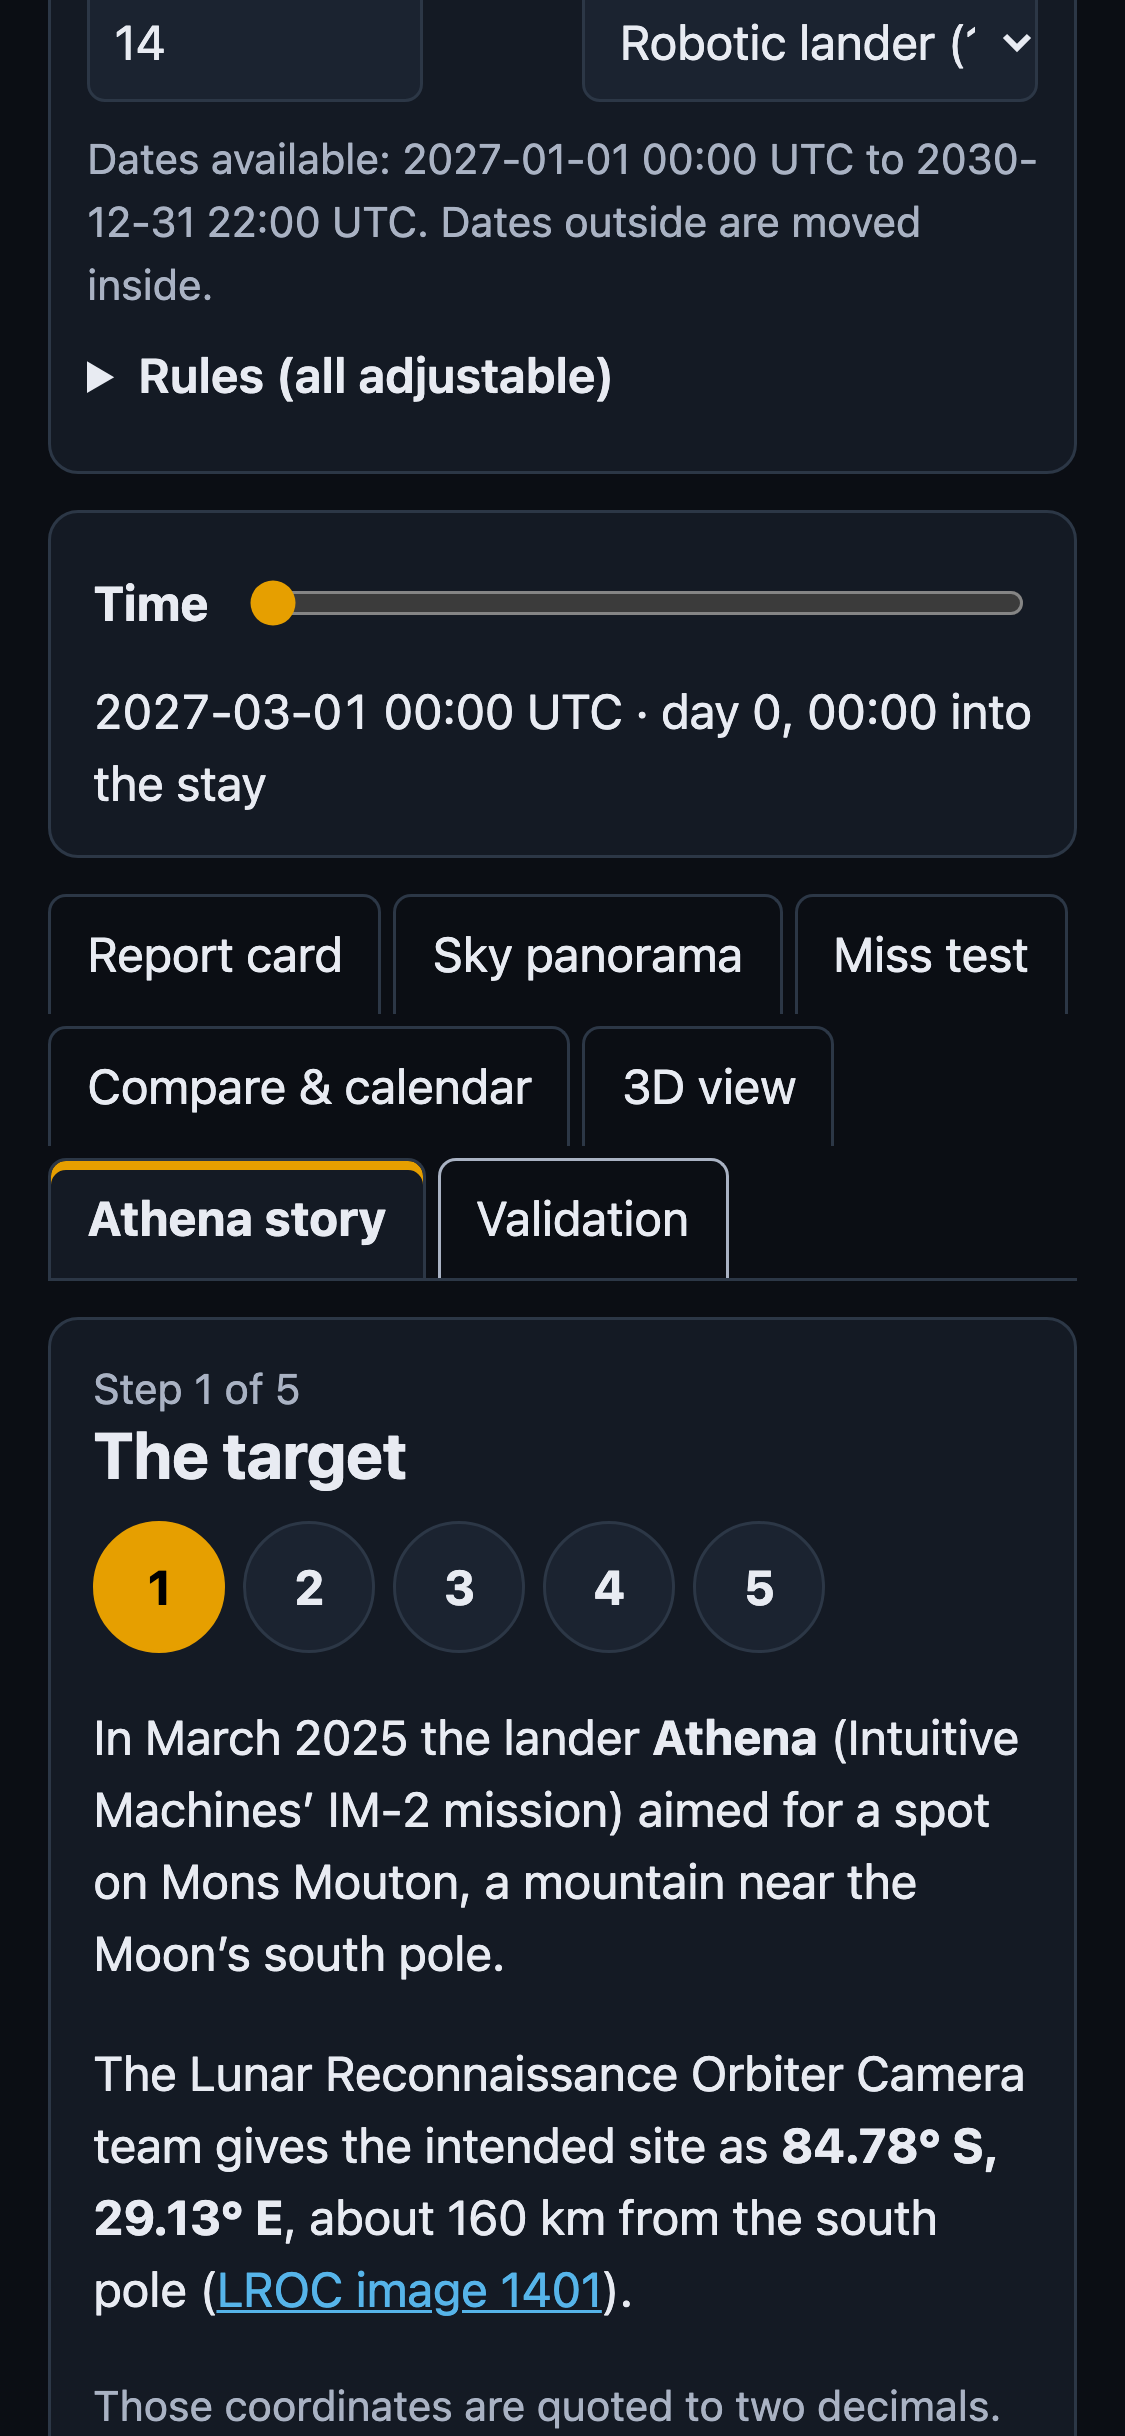 14
Robotic lander (
Dates available: 2027-01-01 00:00 UTC to 2030-
12-31 22:00 UTC. Dates outside are moved
inside.
Rules (all adjustable)
Time
2027-03-01 00:00 UTC · day 0, 00:00 into
the stay
Report card
Sky panorama
Miss test
Compare & calendar
3D view
Athena story
Validation
Step 1 of 5
The target
1 2 3 4 5
In March 2025 the lander Athena (Intuitive
Machines’ IM-2 mission) aimed for a spot
on Mons Mouton, a mountain near the
Moon’s south pole.
The Lunar Reconnaissance Orbiter Camera
team gives the intended site as 84.78° S,
29.13° E, about 160 km from the south
pole (LROC image 1401).
Those coordinates are quoted to two decimals.